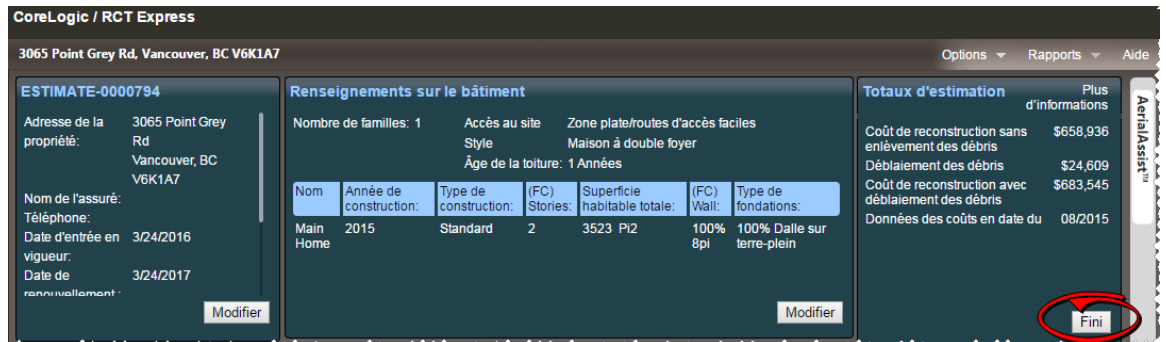 CoreLogic / RCT Express
3065 Point Grey Rd, Vancouver, BC V6K1A7
Options
Rapports
Aide
ESTIMATE-0000794
Adresse de la 3065 Point Grey
propriété: Rd
Vancouver, BC
V6K1A7
Nom de l'assuré:
Téléphone:
Date d'entrée en 3/24/2016
vigueur:
Date de 3/24/2017
renouvellement :
Modifier
Renseignements sur le bâtiment
Nombre de familles: 1 Accès au site Zone plate/routes d'accès faciles
Style Maison à double foyer
Âge de la toiture: 1 Années
Nom Année de Type de (FC) Superficie (FC) Type de
construction: construction: Stories: habitable totale: Wall: fondations:
Main 2015 Standard 2 3523 Pi2 100% 100% Dalle sur
Home 8pi terre-plein
Modifier
Totaux d'estimation Plus
d'informations
Coût de reconstruction sans $658,936
enlèvement des débris
Déblaiement des débris $24,609
Coût de reconstruction avec $683,545
déblaiement des débris
Données des coûts en date du 08/2015
Fini
AerialAssist™